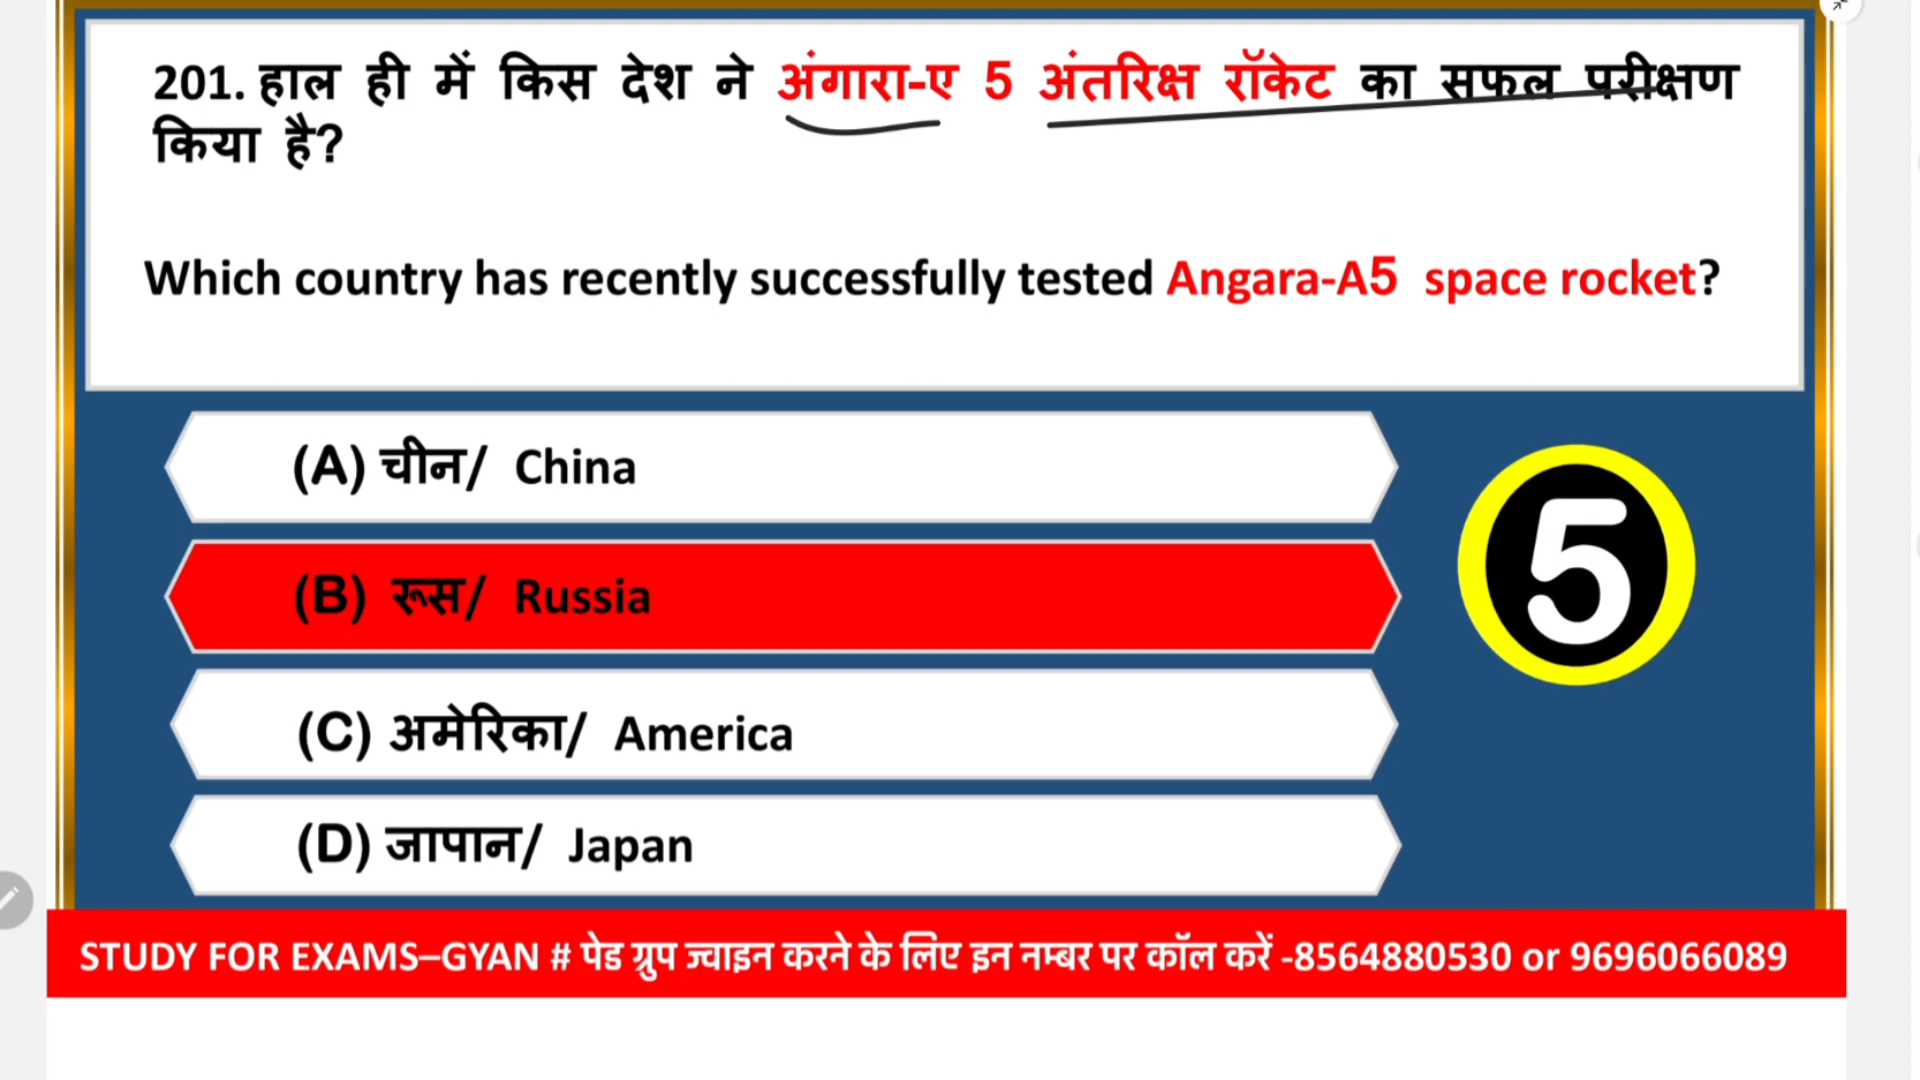 201. हाल ही में किस देश ने अंगारा-ए 5 अंतरिक्ष रॉकेट का सफल परीक्षण
किया है?
Which country has recently successfully tested Angara-A5 space rocket?
(A) चीन/ China
(B) रूस/ Russia
5
(C) अमेरिका/ America
(D) जापान/ Japan
STUDY FOR EXAMS–GYAN # पेड ग्रुप ज्वाइन करने के लिए इन नम्बर पर कॉल करें -8564880530 or 9696066089